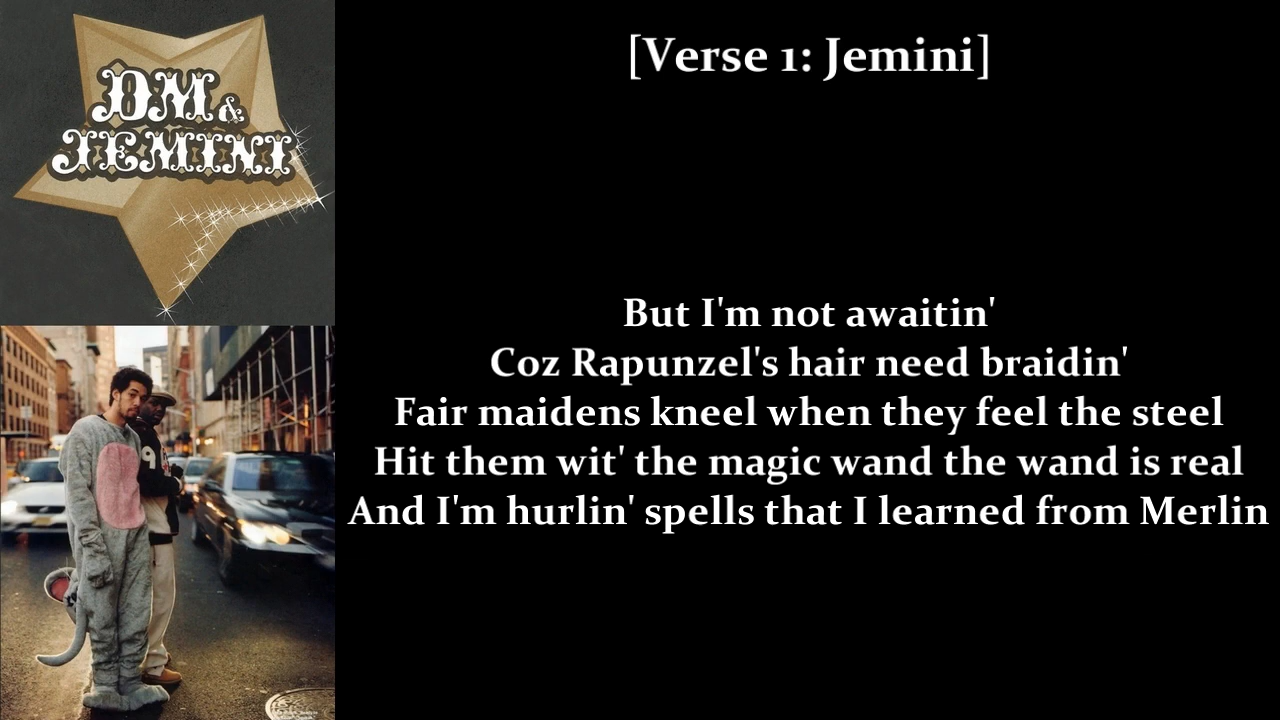 DM &
JEMINI
[Verse 1: Jemini]
But I'm not awaitin'
Coz Rapunzel's hair need braidin'
Fair maidens kneel when they feel the steel
Hit them wit' the magic wand the wand is real
And I'm hurlin' spells that I learned from Merlin
9